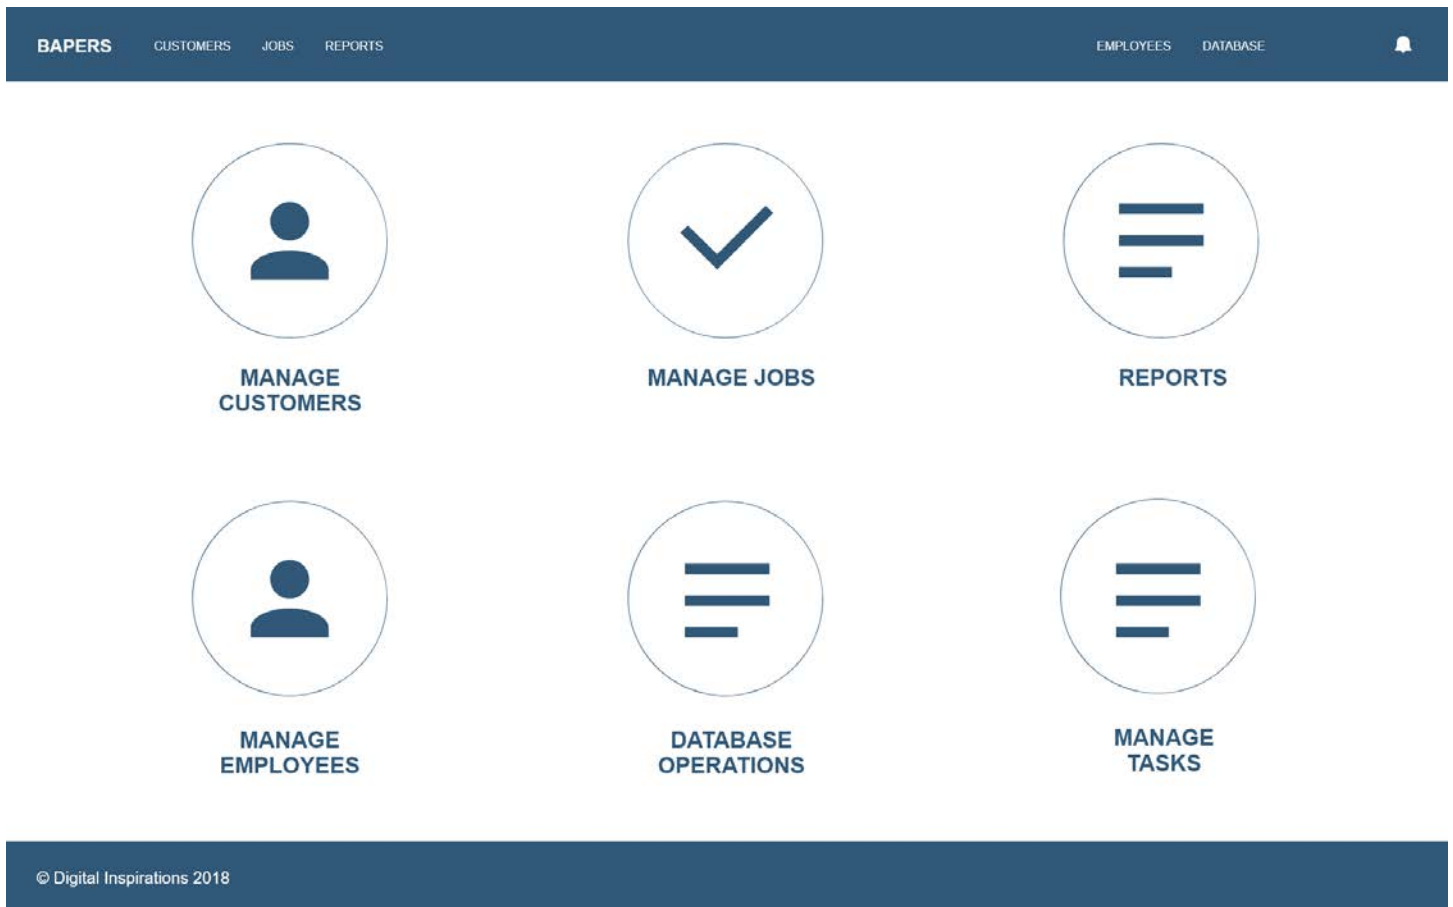 BAPERS CUSTOMERS JOBS REPORTS EMPLOYEES DATABASE
MANAGE
CUSTOMERS
MANAGE JOBS
REPORTS
MANAGE
EMPLOYEES
DATABASE
OPERATIONS
MANAGE
TASKS
© Digital Inspirations 2018